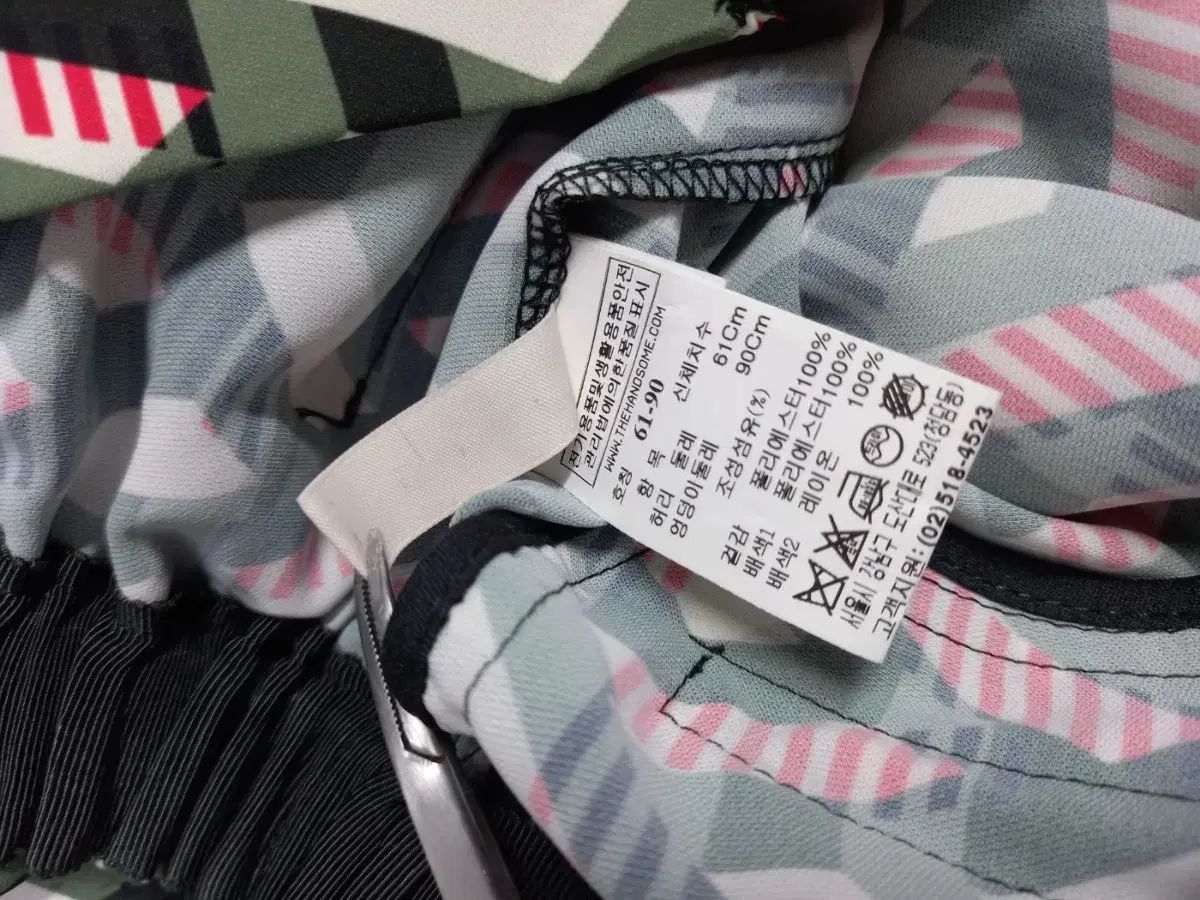 전기용품및생활용품안전
관리법에의한품질표시
WWW.THEHANDSOME.COM
호칭 61-90
항목 신체치수
허리 둘레 61Cm
엉덩이둘레 90Cm
조성섬유(%)
겉감 폴리에스터100%
배색1 폴리에스터100%
배색2 레이온 100%
서울시 강남구 도산대로 523(청담동)
고객지원:(02)518-4523